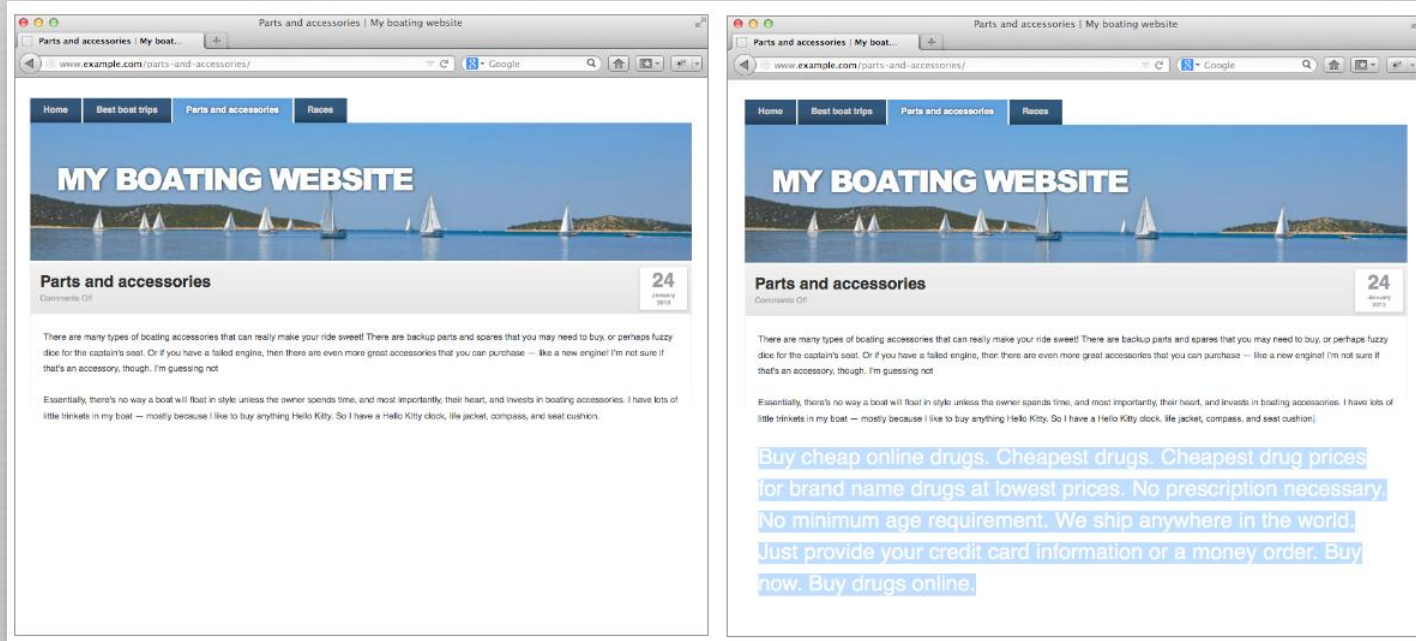 Parts and accessories | My boating website
Parts and accessories | My boat...
www.example.com/parts-and-accessories/
Google
Home
Best boat trips
Parts and accessories
Races
MY BOATING WEBSITE
Parts and accessories
Comments Off
24
January
2013
There are many types of boating accessories that can really make your ride sweet! There are backup parts and spares that you may need to buy, or perhaps fuzzy
dice for the captain's seat. Or if you have a failed engine, then there are even more great accessories that you can purchase — like a new engine! I'm not sure if
that's an accessory, though. I'm guessing not
Essentially, there's no way a boat will float in style unless the owner spends time, and most importantly, their heart, and invests in boating accessories. I have lots of
little trinkets in my boat — mostly because I like to buy anything Hello Kitty. So I have a Hello Kitty clock, life jacket, compass, and seat cushion.
Parts and accessories | My boating website
Parts and accessories | My boat...
www.example.com/parts-and-accessories/
Google
Home
Best boat trips
Parts and accessories
Races
MY BOATING WEBSITE
Parts and accessories
Comments Off
24
January
2013
There are many types of boating accessories that can really make your ride sweet! There are backup parts and spares that you may need to buy, or perhaps fuzzy
dice for the captain's seat. Or if you have a failed engine, then there are even more great accessories that you can purchase — like a new engine! I'm not sure if
that's an accessory, though. I'm guessing not
Essentially, there's no way a boat will float in style unless the owner spends time, and most importantly, their heart, and invests in boating accessories. I have lots of
little trinkets in my boat — mostly because I like to buy anything Hello Kitty. So I have a Hello Kitty clock, life jacket, compass, and seat cushion.
Buy cheap online drugs. Cheapest drugs. Cheapest drug prices
for brand name drugs at lowest prices. No prescription necessary.
No minimum age requirement. We ship anywhere in the world.
Just provide your credit card information or a money order. Buy
now. Buy drugs online.